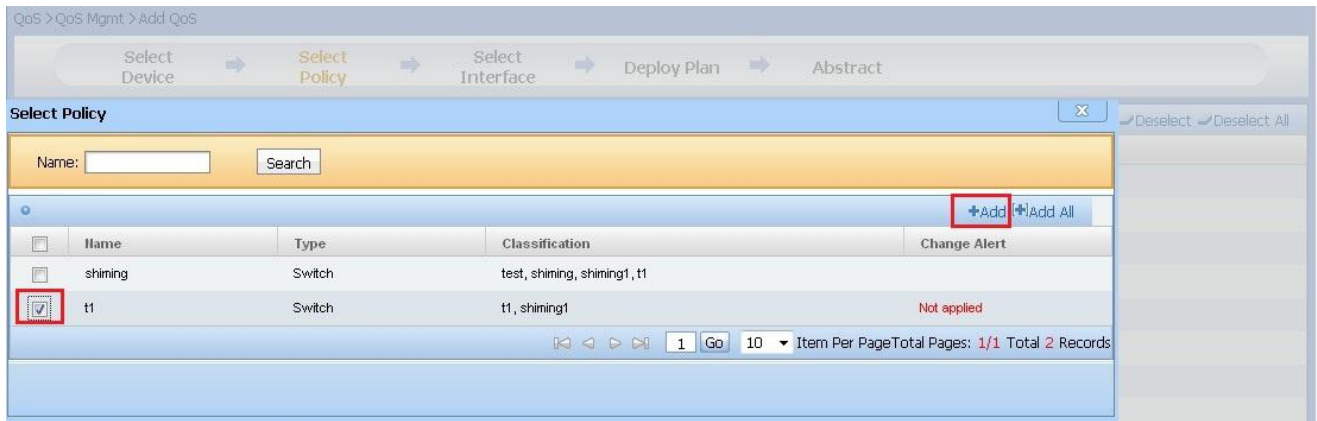 QoS > QoS Mgmt > Add QoS
Select Device
Select Policy
Select Interface
Deploy Plan
Abstract
Select Policy
Deselect Deselect All
Name: Search
+Add [+]Add All
Name Type Classification Change Alert
shiming Switch test, shiming, shiming1, t1
t1 Switch t1, shiming1 Not applied
1 Go 10 Item Per PageTotal Pages: 1/1 Total 2 Records